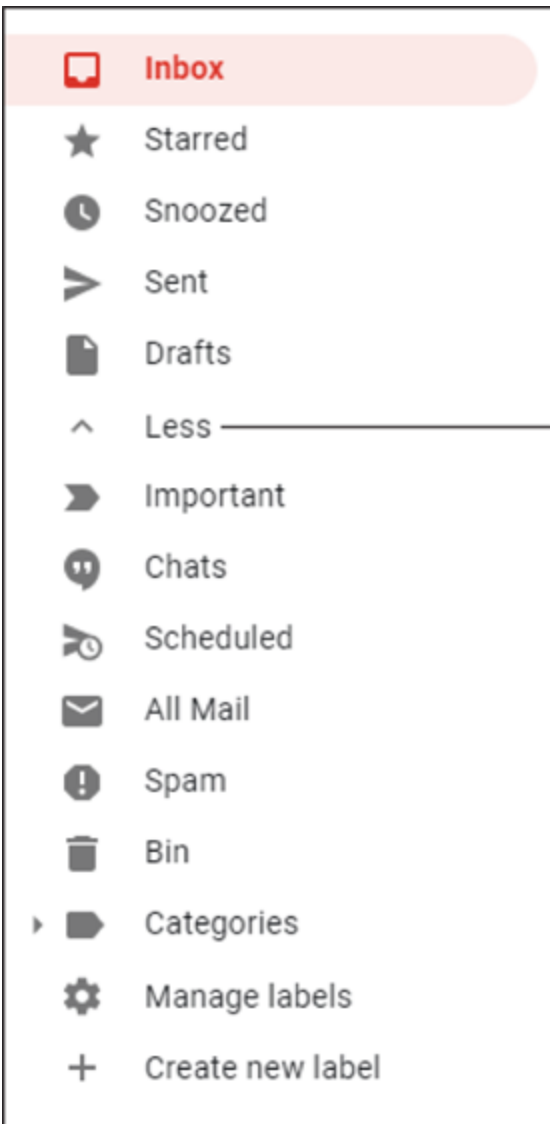 Inbox
Starred
Snoozed
Sent
Drafts
Less
Important
Chats
Scheduled
All Mail
Spam
Bin
Categories
Manage labels
Create new label